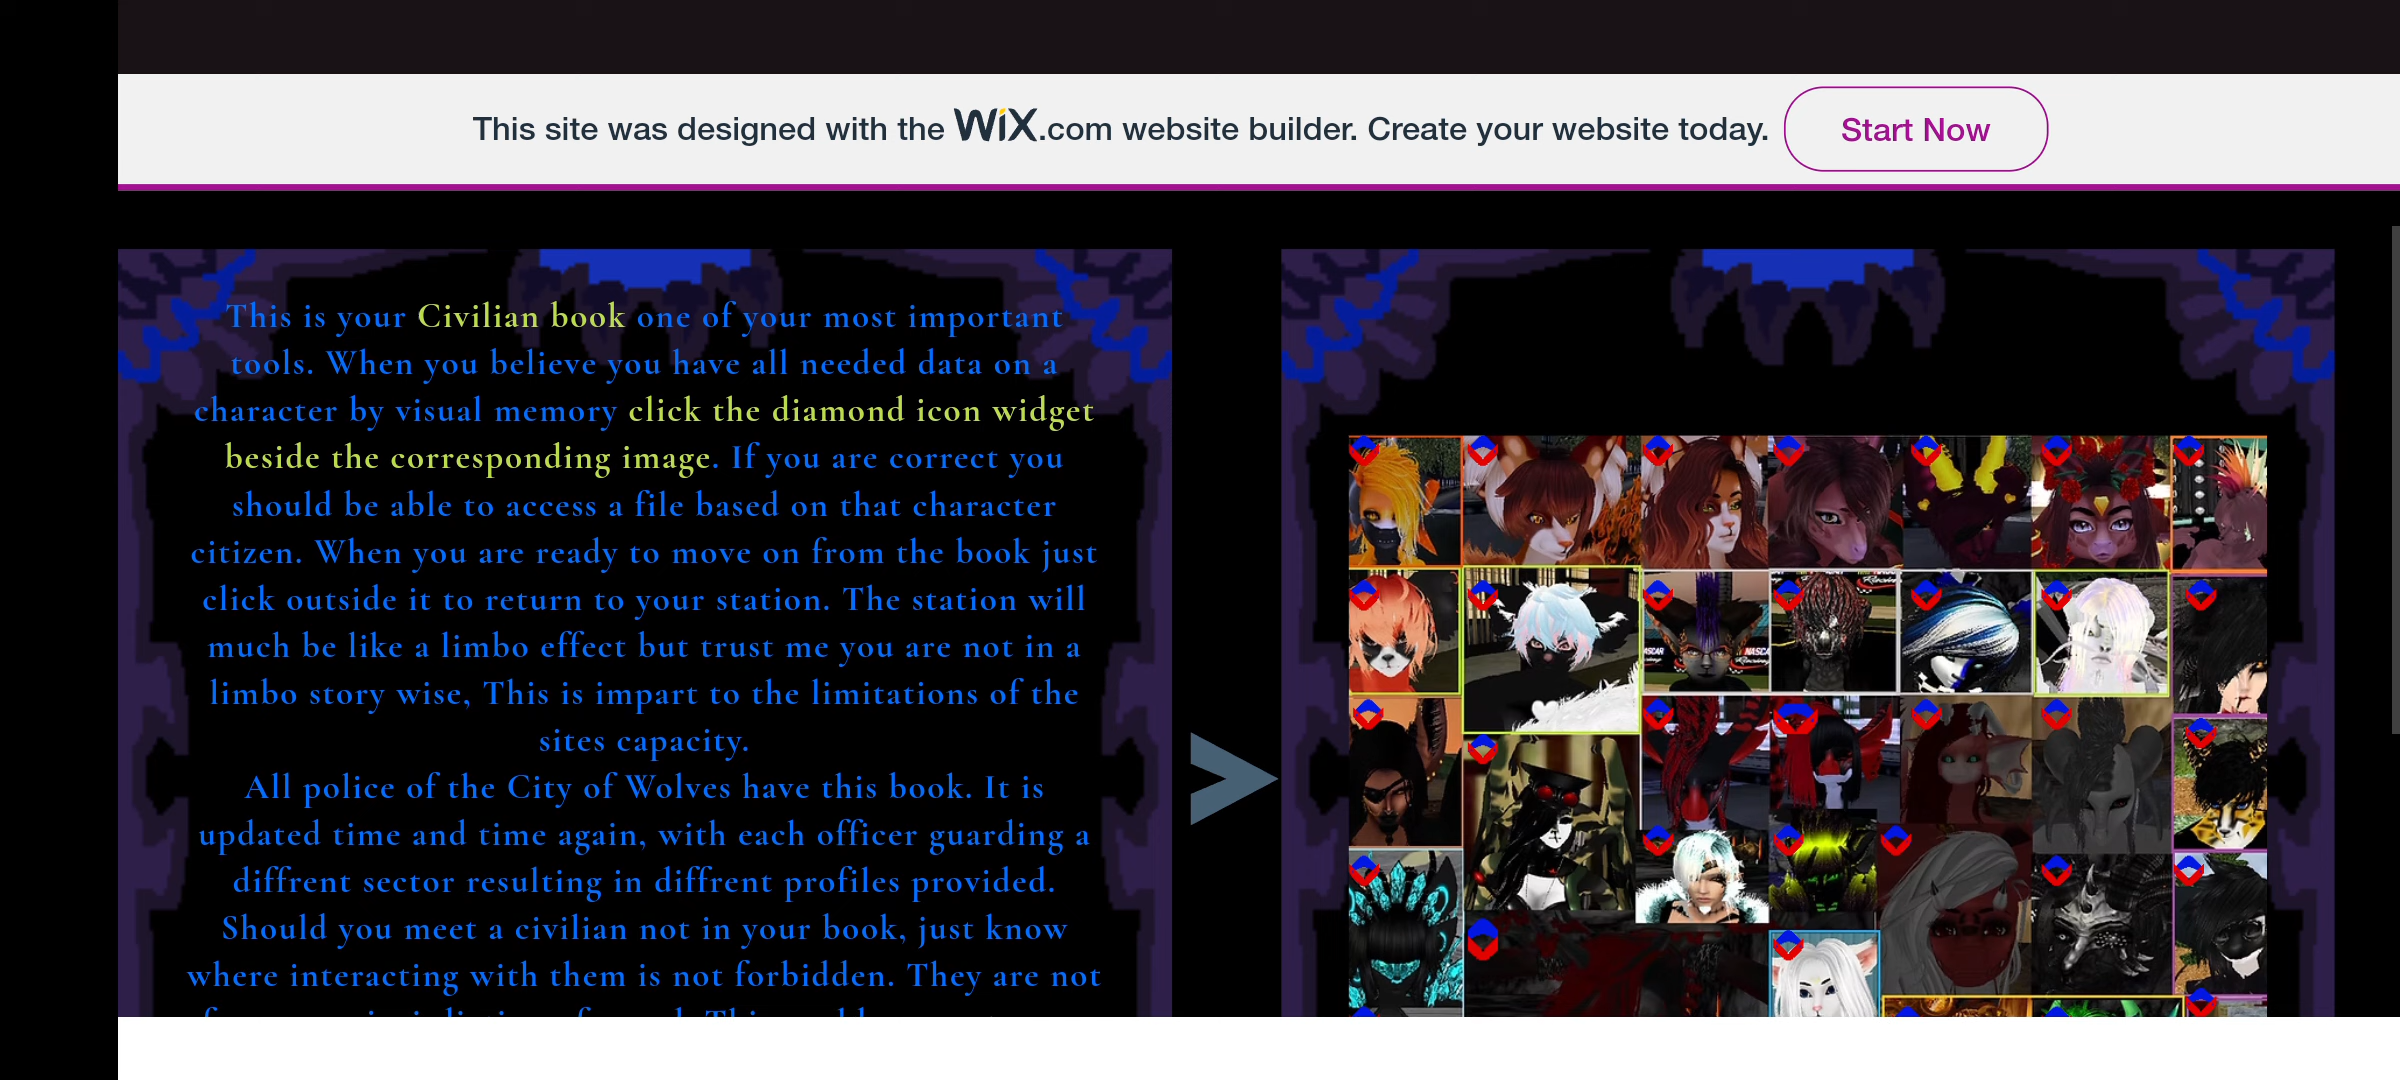 This site was designed with the WiX.com website builder. Create your website today. Start Now
This is your Civilian book one of your most important
tools. When you believe you have all needed data on a
character by visual memory click the diamond icon widget
beside the corresponding image. If you are correct you
should be able to access a file based on that character
citizen. When you are ready to move on from the book just
click outside it to return to your station. The station will
much be like a limbo effect but trust me you are not in a
limbo story wise, This is impart to the limitations of the
sites capacity.
All police of the City of Wolves have this book. It is
updated time and time again, with each officer guarding a
diffrent sector resulting in diffrent profiles provided.
Should you meet a civilian not in your book, just know
where interacting with them is not forbidden. They are not
>
NASCAR
NASCA